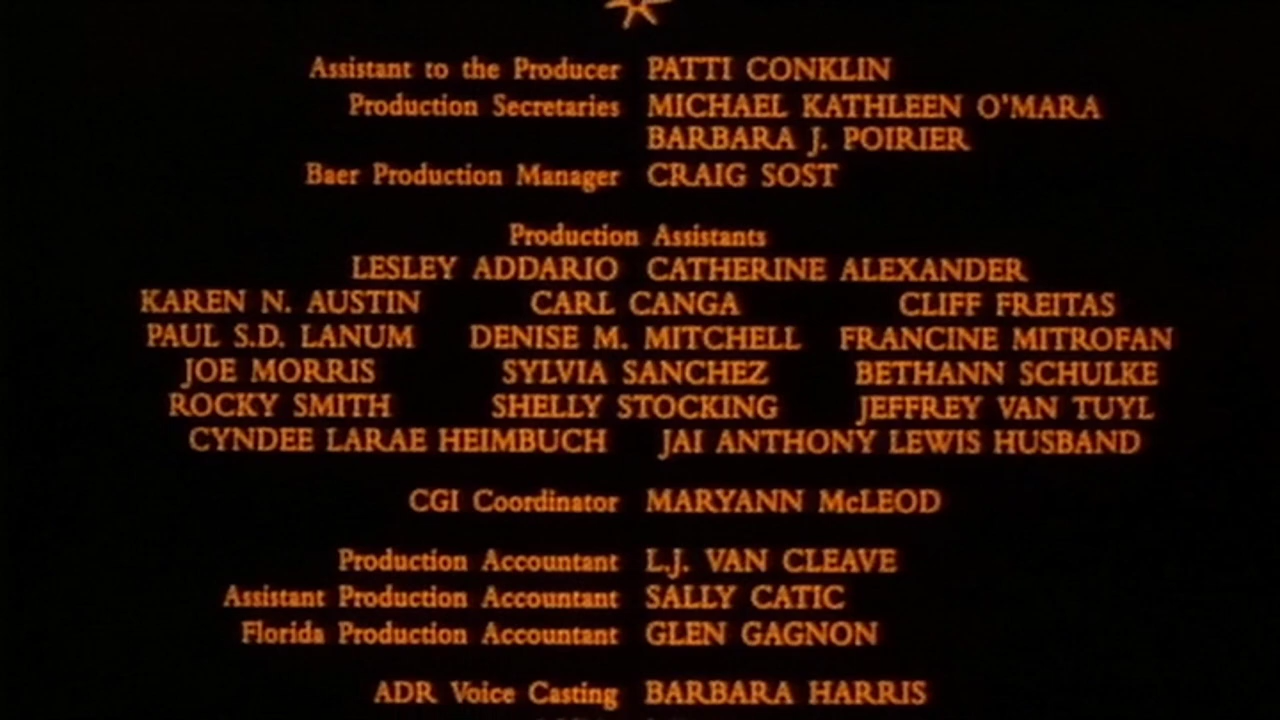 Assistant to the Producer PATTI CONKLIN
Production Secretaries MICHAEL KATHLEEN O'MARA
BARBARA J. POIRIER
Baer Production Manager CRAIG SOST
Production Assistants
LESLEY ADDARIO CATHERINE ALEXANDER
KAREN N. AUSTIN CARL CANGA CLIFF FREITAS
PAUL S.D. LANUM DENISE M. MITCHELL FRANCINE MITROFAN
JOE MORRIS SYLVIA SANCHEZ BETHANN SCHULKE
ROCKY SMITH SHELLY STOCKING JEFFREY VAN TUYL
CYNDEE LARAE HEIMBUCH JAI ANTHONY LEWIS HUSBAND
CGI Coordinator MARYANN McLEOD
Production Accountant L.J. VAN CLEAVE
Assistant Production Accountant SALLY CATIC
Florida Production Accountant GLEN GAGNON
ADR Voice Casting BARBARA HARRIS